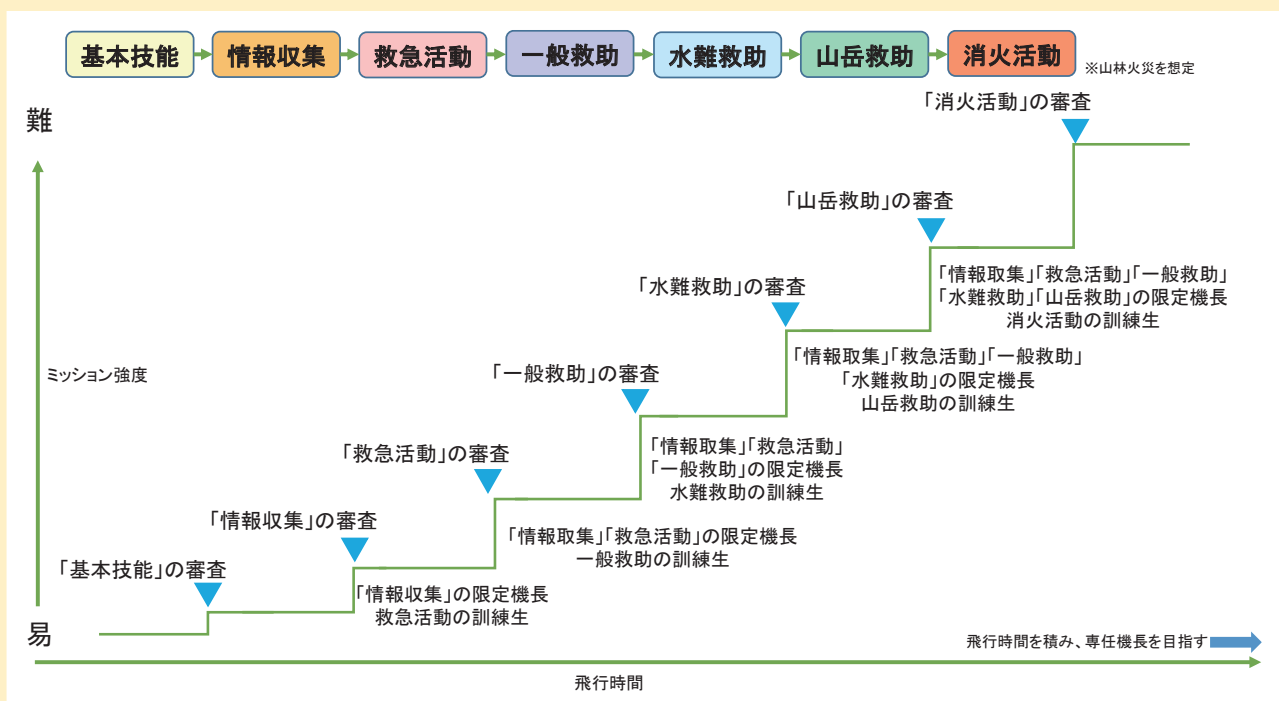 基本技能
情報収集
救急活動
一般救助
水難救助
山岳救助
消火活動
※山林火災を想定
「消火活動」の審査
難
「山岳救助」の審査
「情報取集」「救急活動」「一般救助」
「水難救助」「山岳救助」の限定機長
消火活動の訓練生
「水難救助」の審査
「情報取集」「救急活動」「一般救助」
「水難救助」の限定機長
山岳救助の訓練生
ミッション強度
「一般救助」の審査
「情報取集」「救急活動」
「一般救助」の限定機長
水難救助の訓練生
「救急活動」の審査
「情報取集」「救急活動」の限定機長
一般救助の訓練生
「情報収集」の審査
「情報収集」の限定機長
救急活動の訓練生
「基本技能」の審査
易
飛行時間を積み、専任機長を目指す
飛行時間